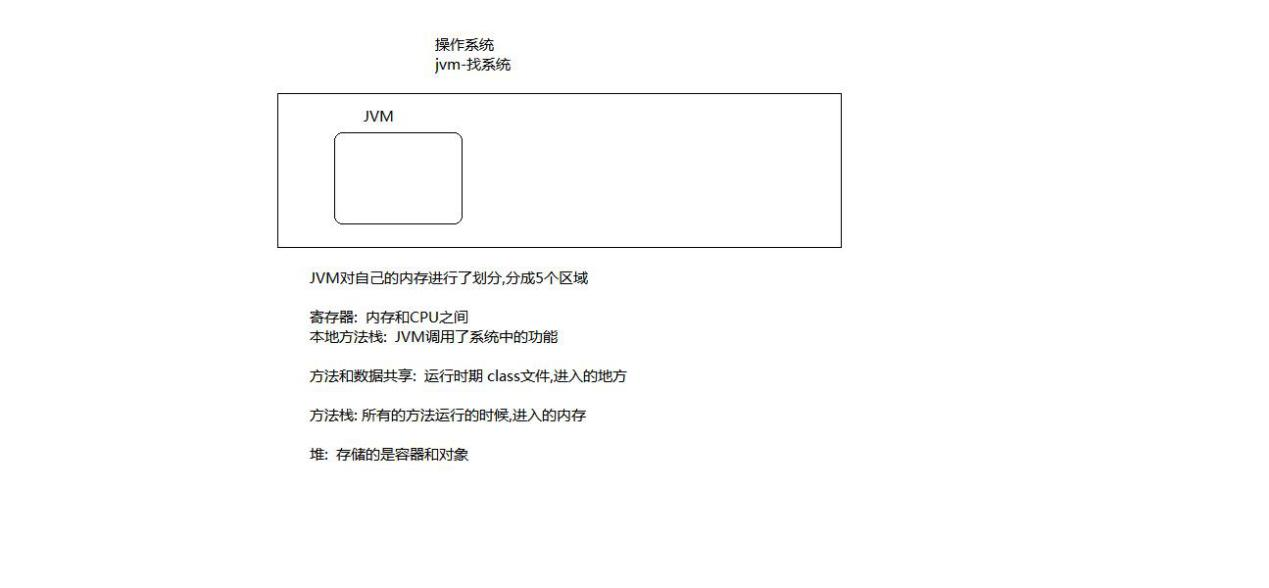 操作系统
jvm-找系统
JVM
JVM对自己的内存进行了划分,分成5个区域
寄存器: 内存和CPU之间
本地方法栈: JVM调用了系统中的功能
方法和数据共享: 运行时期 class文件,进入的地方
方法栈: 所有的方法运行的时候,进入的内存
堆: 存储的是容器和对象